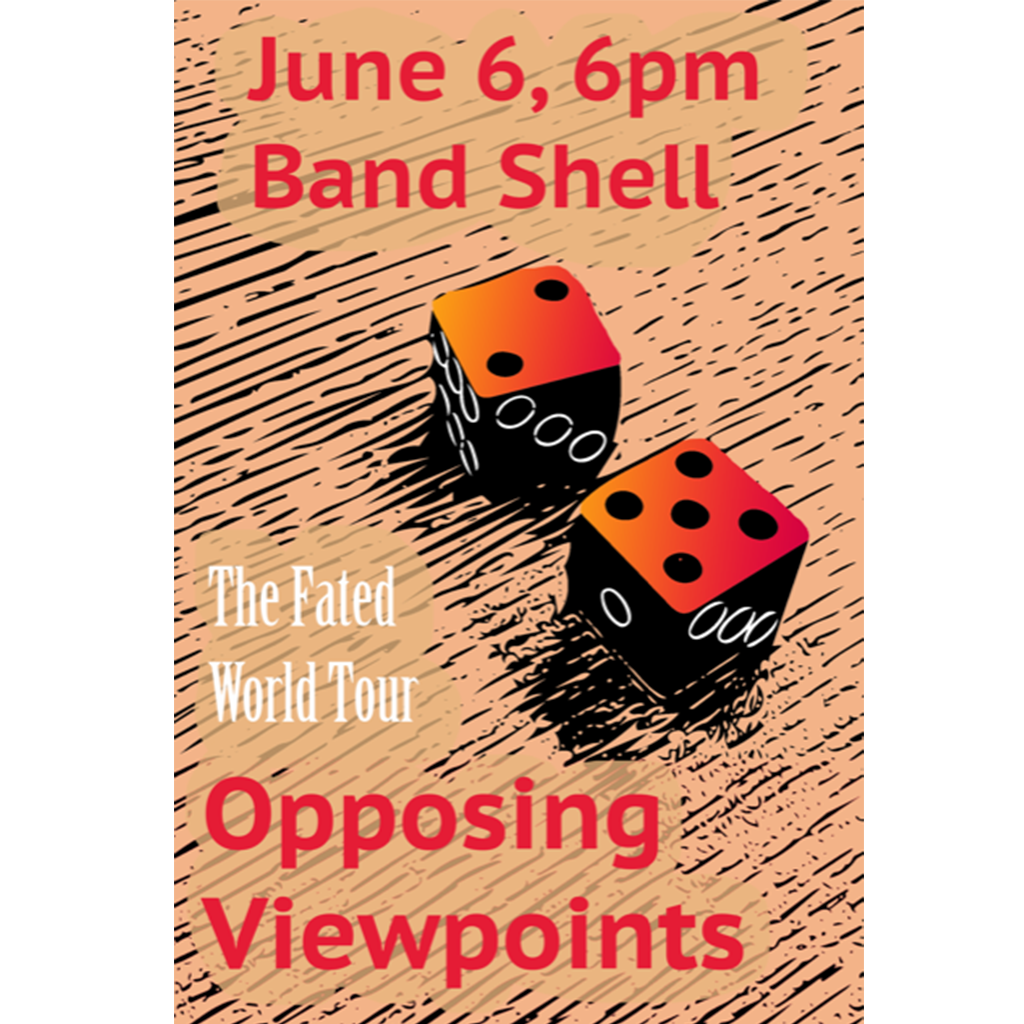 June 6, 6pm
Band Shell
The Fated
World Tour
Opposing
Viewpoints